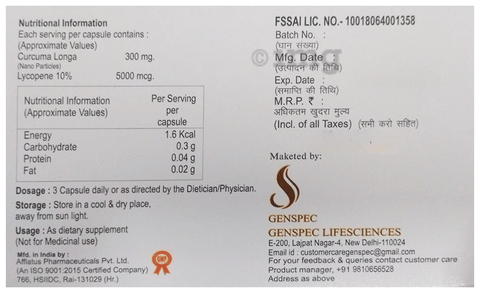 Nutritional Information
Each serving per capsule contains :
(Approximate Values)
Curcuma Longa 300 mg.
(Nano Particles)
Lycopene 10% 5000 mcg.
Nutritional Information
(Approximate Values)
Per Serving
per
capsule
Energy 1.6 Kcal
Carbohydrate 0.3 g
Protein 0.04 g
Fat 0.02 g
Dosage : 3 Capsule daily or as directed by the Dietician/Physician.
Storage : Store in a cool & dry place,
away from sun light.
Usage : As dietary supplement
(Not for Medicinal use)
Mfd. in India by :
Affiatus Pharmaceuticals Pvt. Ltd.
(An ISO 9001:2015 Certified Company)
766, HSIIDC, Rai-131029 (Hr.)
GMP
FSSAI LIC. NO.- 10018064001358
Batch No. :
(घान संख्या)
Mfg. Date :
(उत्पादन की तिथि)
Exp. Date :
(समाप्ति की तिथि)
M.R.P. ₹ :
अधिकतम खुदरा मुल्य
(Incl. of all Taxes) (सभी करो सहित)
© 1mg
Maketed by:
GENSPEC
GENSPEC LIFESCIENCES
E-200, Lajpat Nagar-4, New Delhi-110024
Email id : customercaregenspec@gmail.com
For your feedback & queries contact customer care
Product manager, +91 9810656528
Address as above